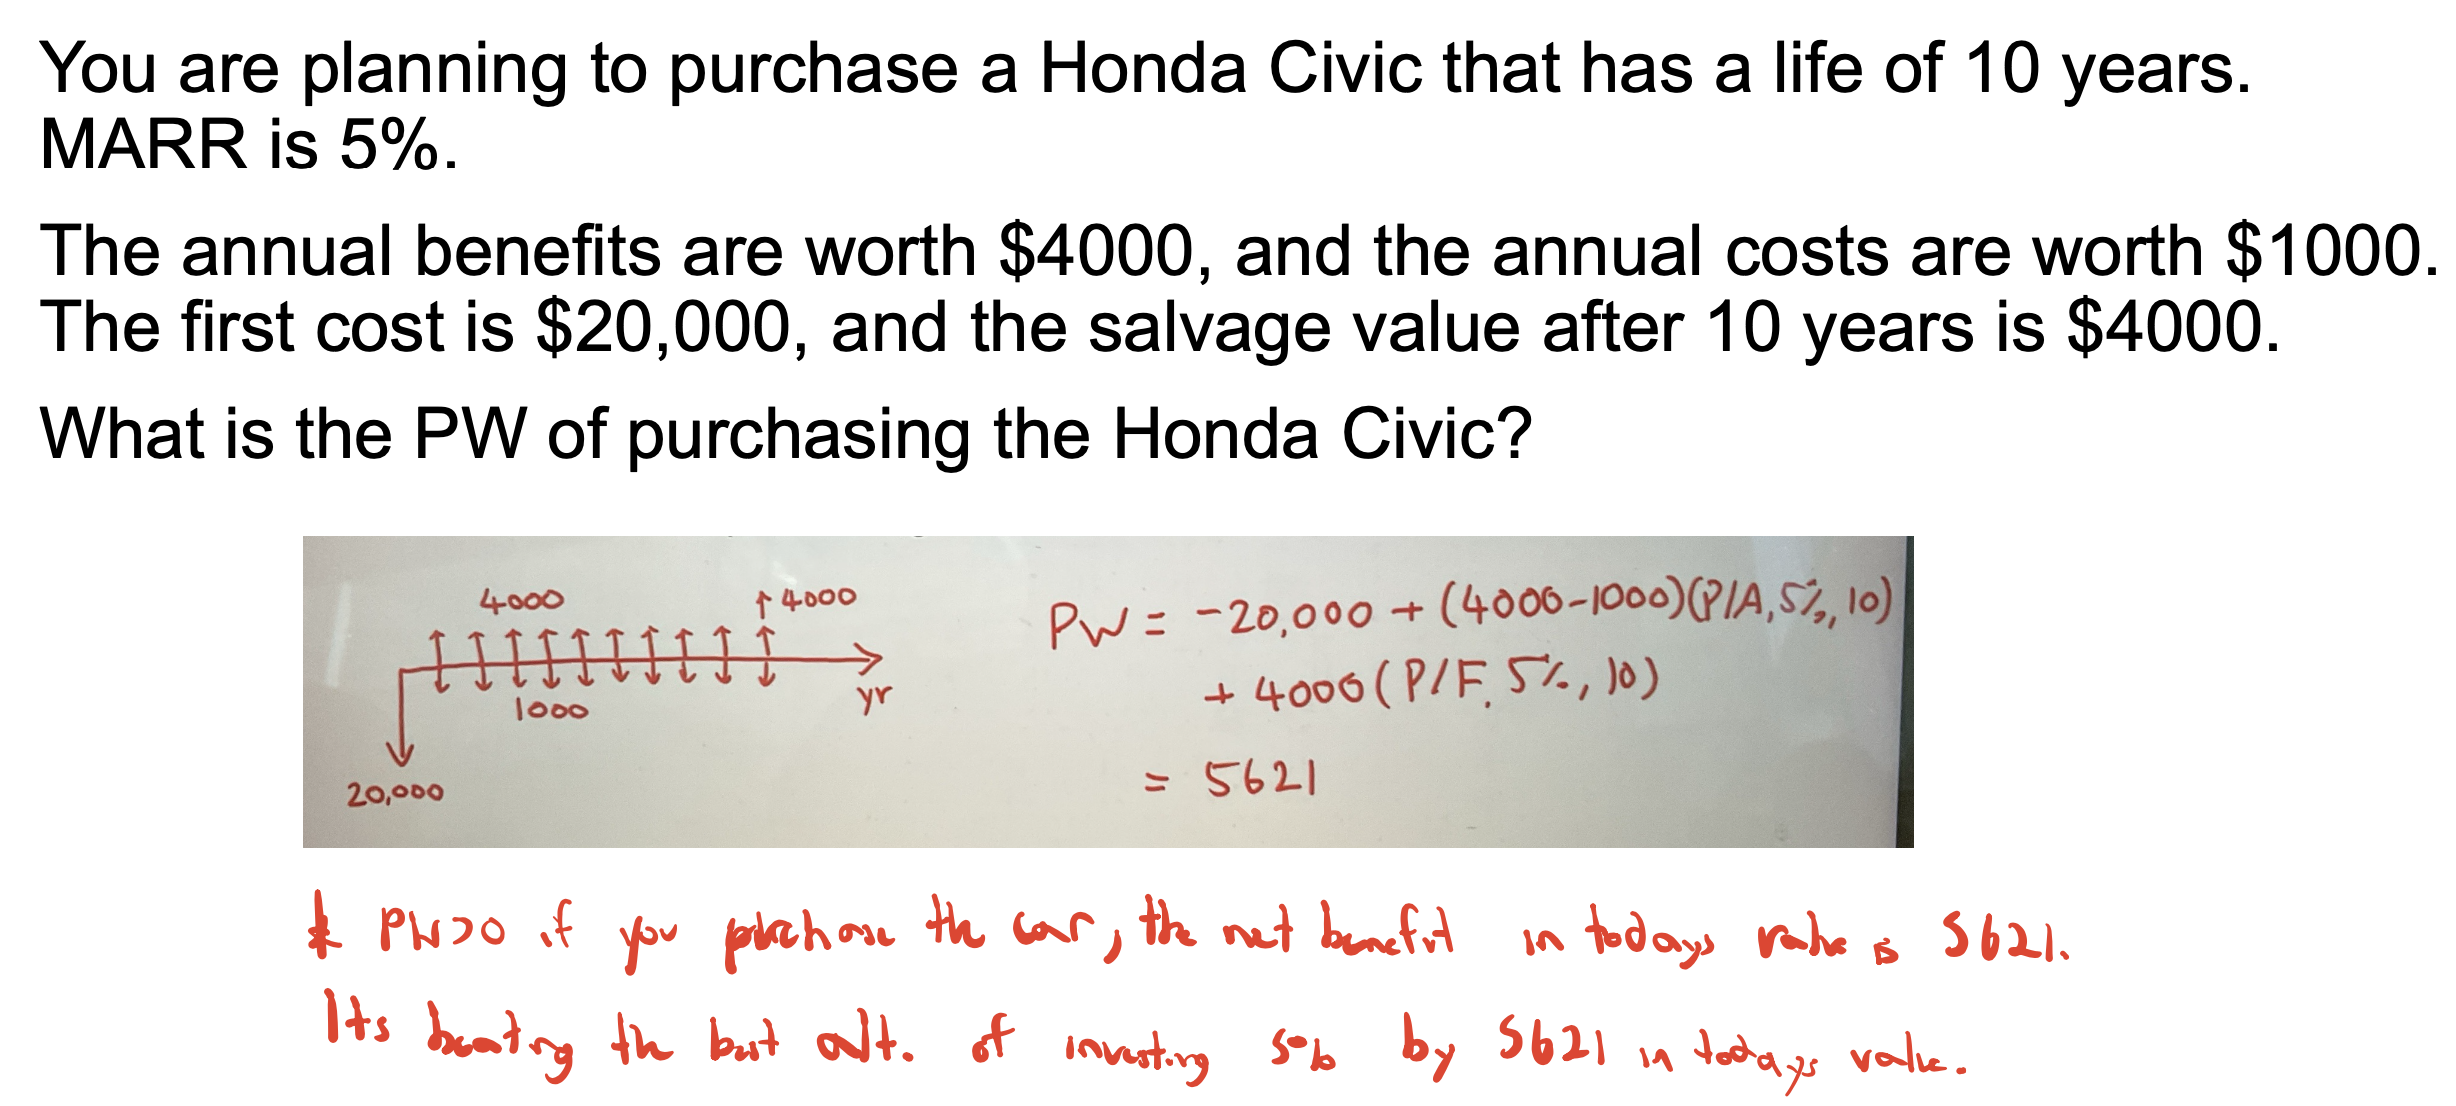 You are planning to purchase a Honda Civic that has a life of 10 years.
MARR is 5%.
The annual benefits are worth $4000, and the annual costs are worth $1000.
The first cost is $20,000, and the salvage value after 10 years is $4000.
What is the PW of purchasing the Honda Civic?
4000
↑ 4000
1000
yr
20,000
PW = -20,000 + (4000-1000)(P/A, 5%, 10)
+ 4000 (P/F, 5%, 10)
= 5621
* PW>0 if you purchase the car, the net benefit in todays value is 5621.
Its beating the best alt. of investing 5% by 5621 in todays value.